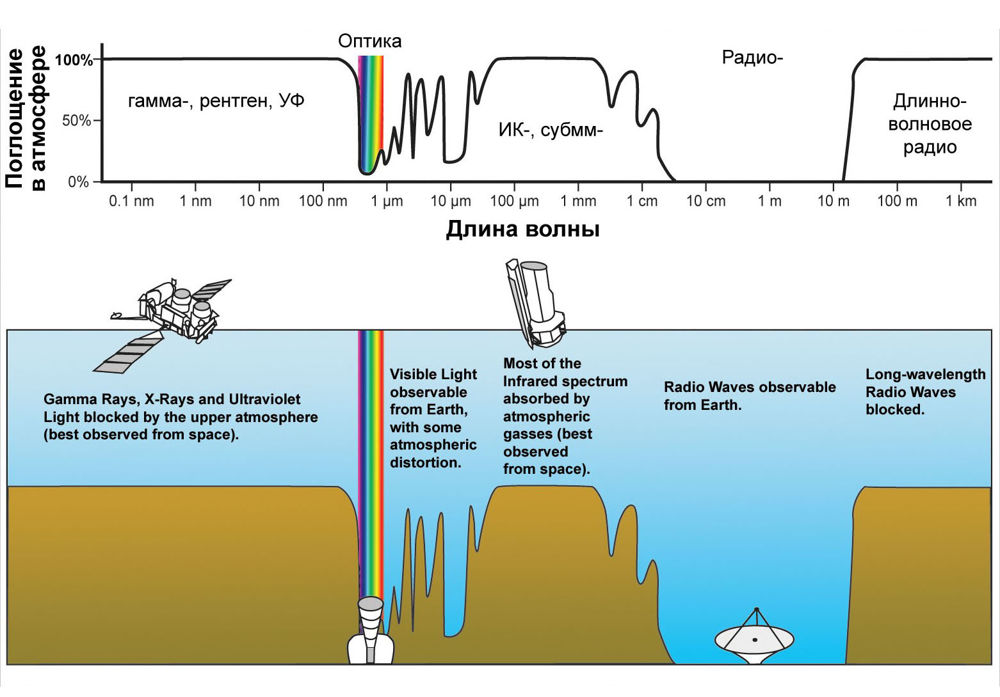 Оптика
Поглощение
в атмосфере
100%
50%
0%
гамма-, рентген, УФ
ИК-, субмм-
Радио-
Длинно-
волновое
радио
0.1 nm 1 nm 10 nm 100 nm 1 μm 10 μm 100 μm 1 mm 1 cm 10 cm 1 m 10 m 100 m 1 km
Длина волны
Gamma Rays, X-Rays and Ultraviolet
Light blocked by the upper atmosphere
(best observed from space).
Visible Light
observable
from Earth,
with some
atmospheric
distortion.
Most of the
Infrared spectrum
absorbed by
atmospheric
gasses (best
observed
from space).
Radio Waves observable
from Earth.
Long-wavelength
Radio Waves
blocked.